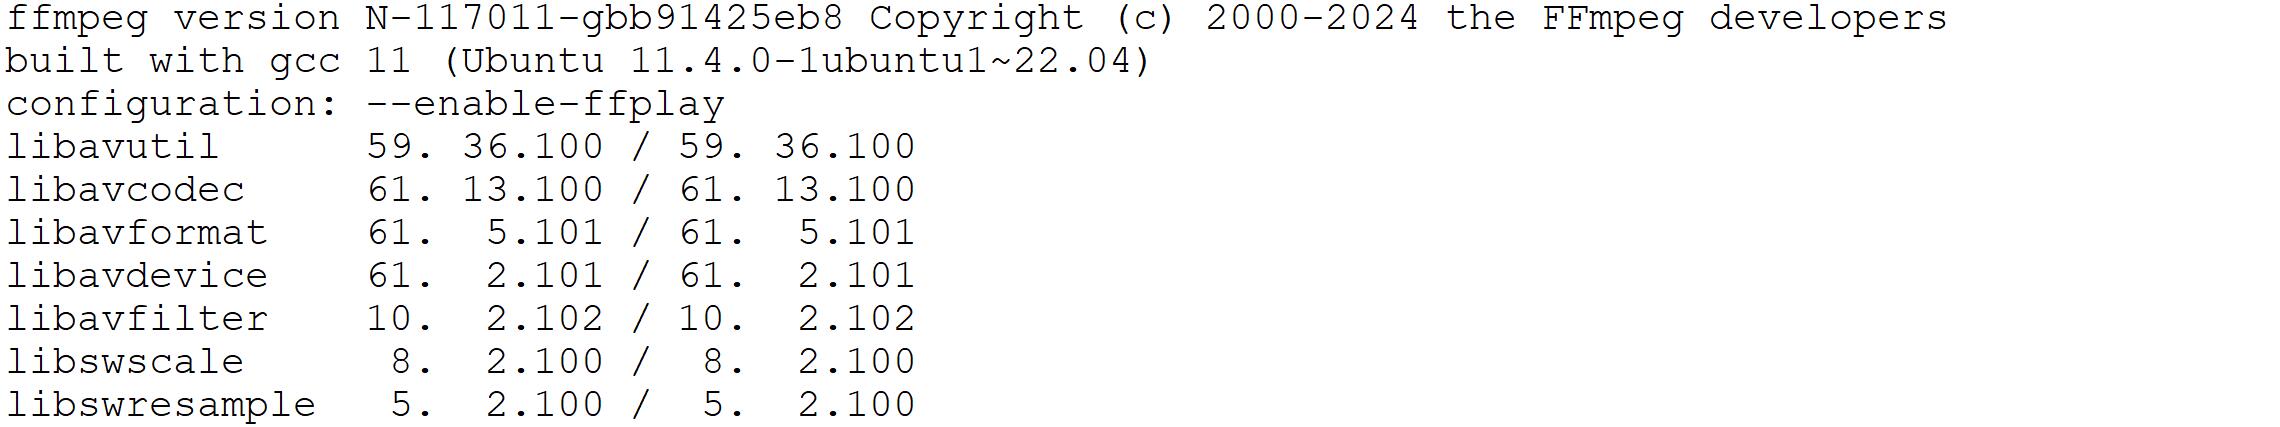 ffmpeg version N-117011-gbb91425eb8 Copyright (c) 2000-2024 the FFmpeg developers
built with gcc 11 (Ubuntu 11.4.0-1ubuntu1~22.04)
configuration: --enable-ffplay
libavutil      59. 36.100 / 59. 36.100
libavcodec     61. 13.100 / 61. 13.100
libavformat    61.  5.101 / 61.  5.101
libavdevice    61.  2.101 / 61.  2.101
libavfilter    10.  2.102 / 10.  2.102
libswscale      8.  2.100 /  8.  2.100
libswresample   5.  2.100 /  5.  2.100